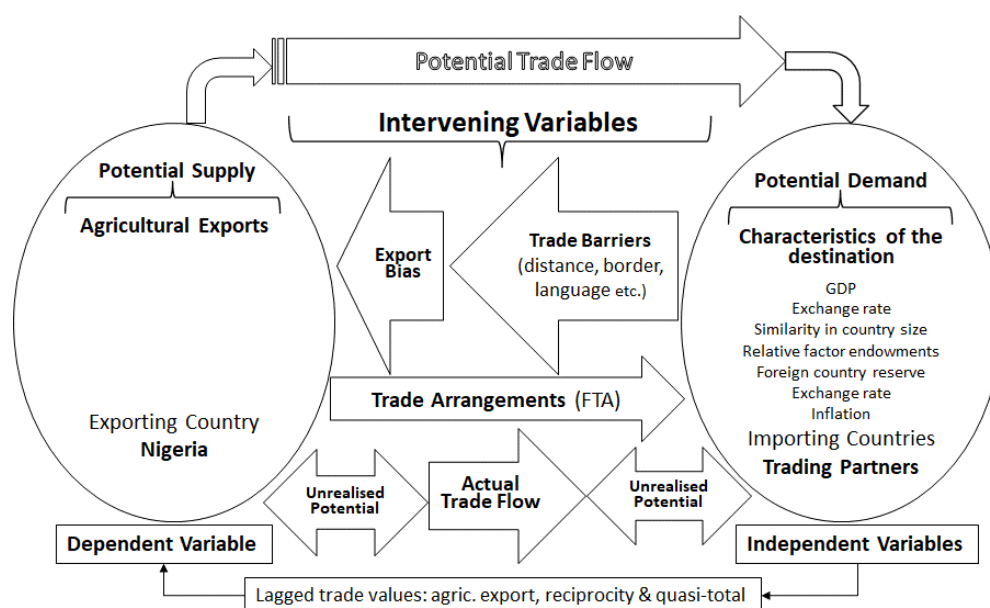 Potential Trade Flow
Intervening Variables
Potential Supply
Agricultural Exports
Exporting Country
Nigeria
Export
Bias
Trade Barriers
(distance, border,
language etc.)
Trade Arrangements (FTA)
Unrealised
Potential
Actual
Trade Flow
Unrealised
Potential
Potential Demand
Characteristics of the
destination
GDP
Exchange rate
Similarity in country size
Relative factor endowments
Foreign country reserve
Exchange rate
Inflation
Importing Countries
Trading Partners
Dependent Variable
Independent Variables
Lagged trade values: agric. export, reciprocity & quasi-total